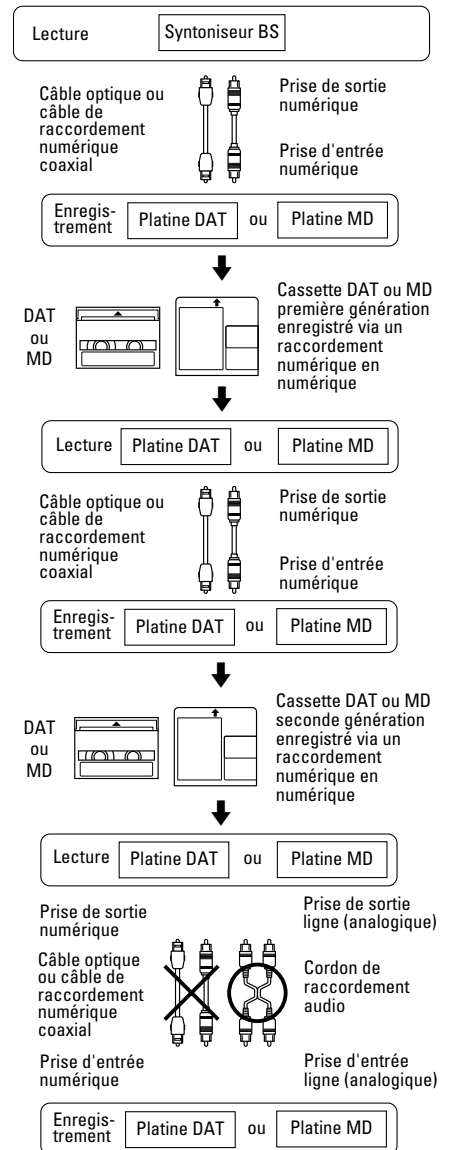 Lecture Syntoniseur BS
Câble optique ou
câble de
raccordement
numérique
coaxial
Prise de sortie
numérique
Prise d'entrée
numérique
Enregis-
trement Platine DAT ou Platine MD
DAT
ou
MD
Cassette DAT ou MD
première génération
enregistré via un
raccordement
numérique en
numérique
Lecture Platine DAT ou Platine MD
Câble optique ou
câble de
raccordement
numérique
coaxial
Prise de sortie
numérique
Prise d'entrée
numérique
Enregis-
trement Platine DAT ou Platine MD
DAT
ou
MD
Cassette DAT ou MD
seconde génération
enregistré via un
raccordement
numérique en
numérique
Lecture Platine DAT ou Platine MD
Prise de sortie
numérique
Câble optique
ou câble de
raccordement
numérique
coaxial
Prise d'entrée
numérique
Prise de sortie
ligne (analogique)
Cordon de
raccordement
audio
Prise d'entrée
ligne (analogique)
Enregis-
trement Platine DAT ou Platine MD